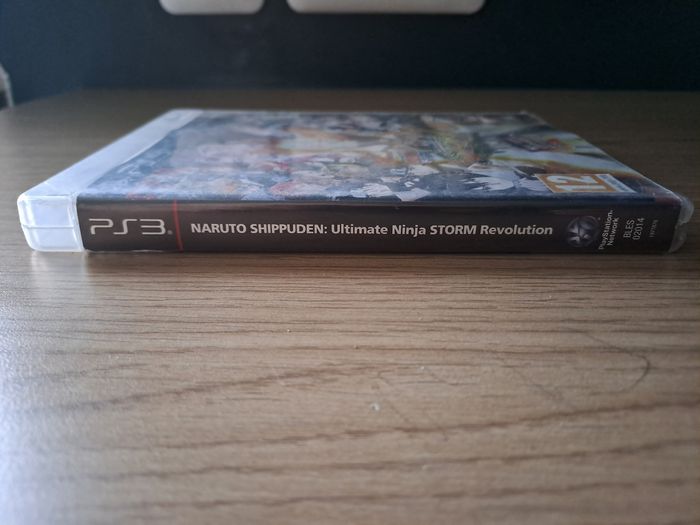 PS3
NARUTO SHIPPUDEN: Ultimate Ninja STORM Revolution
PlayStation
Network
BLES
02014
12